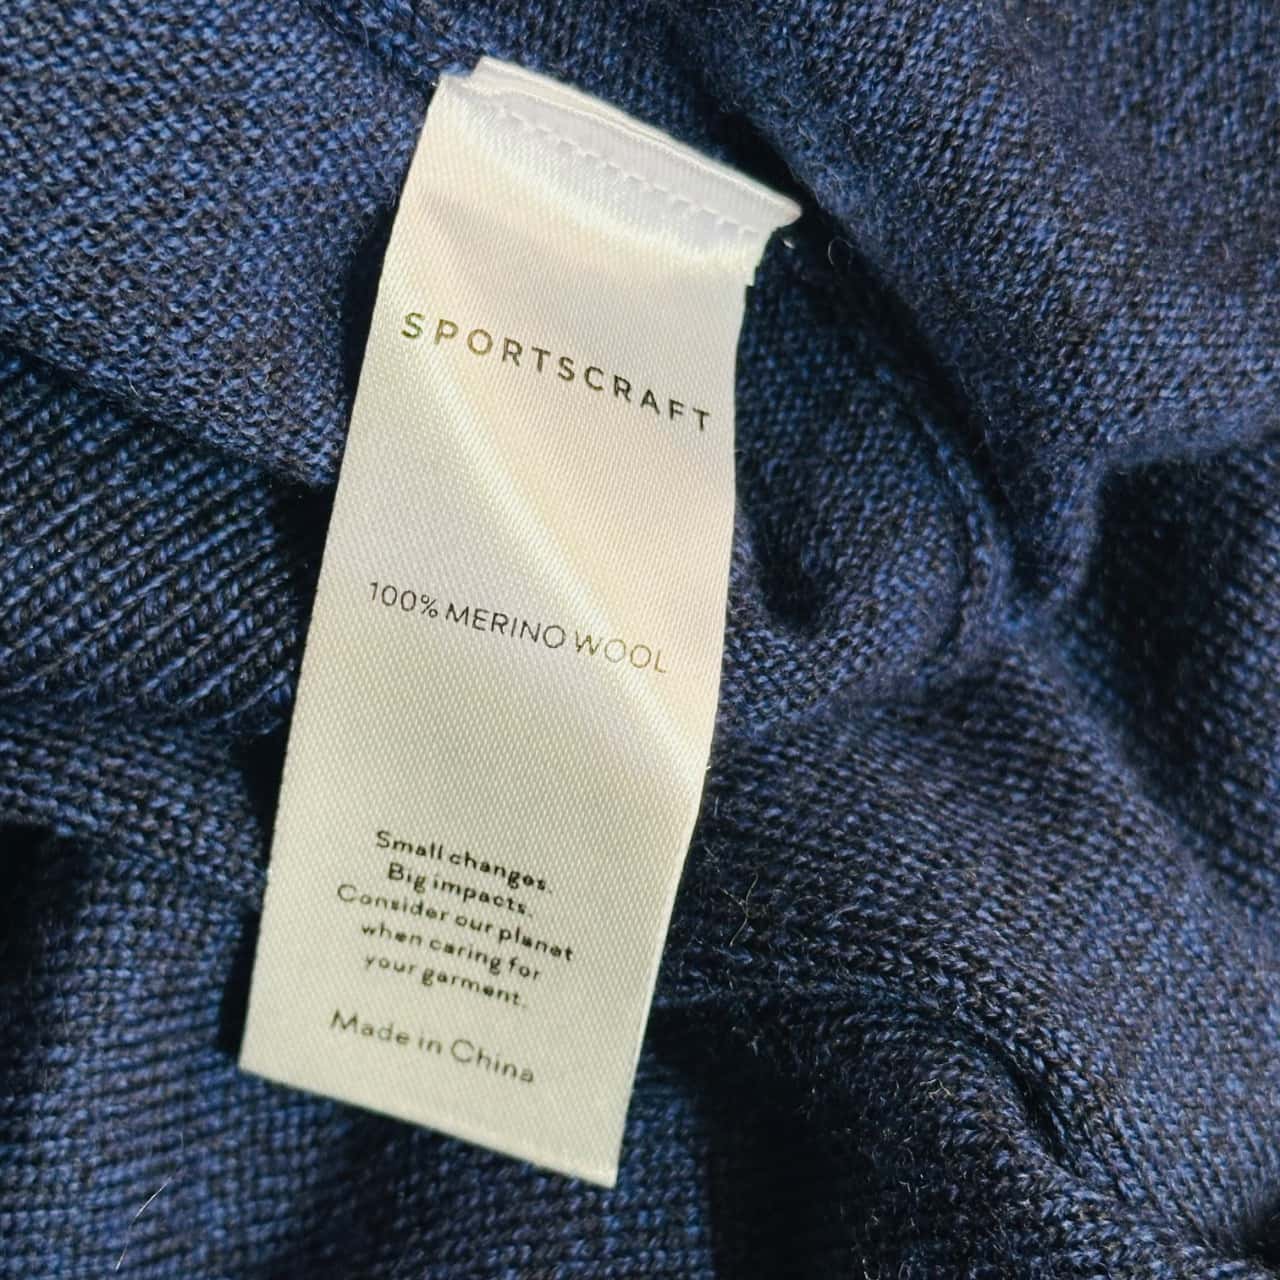 SPORTSCRAFT
100% MERINO WOOL
Small changes.
Big impacts.
Consider our planet
when caring for
your garment.
Made in China